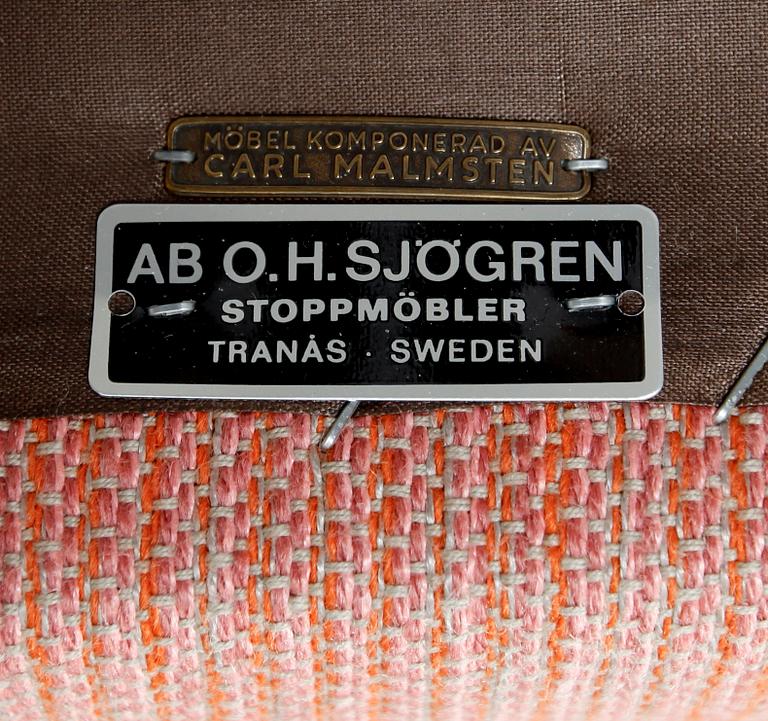 MÖBEL KOMPONERAD AV
CARL MALMSTEN
AB O.H. SJÖGREN
STOPPMÖBLER
TRANÅS · SWEDEN